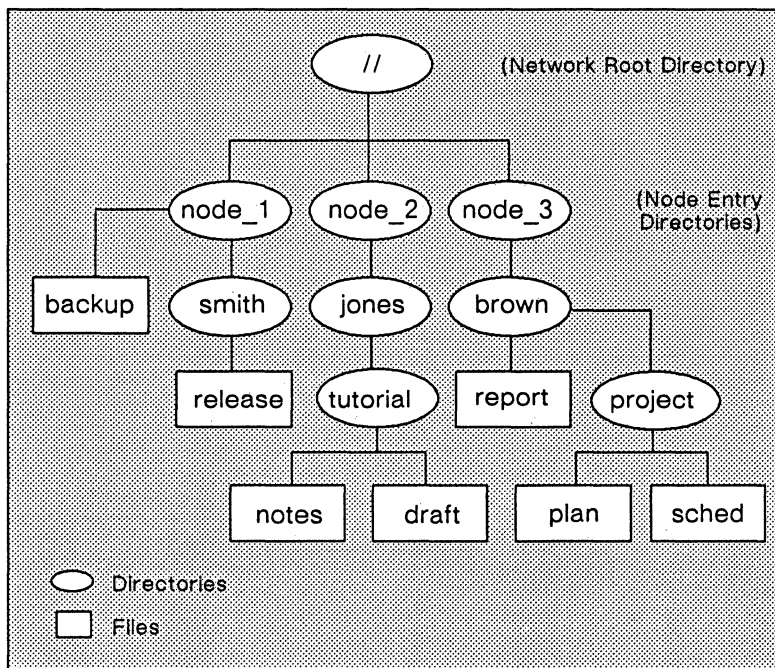 //
(Network Root Directory)
node_1
node_2
node_3
(Node Entry
Directories)
backup
smith
jones
brown
release
tutorial
report
project
notes
draft
plan
sched
Directories
Files